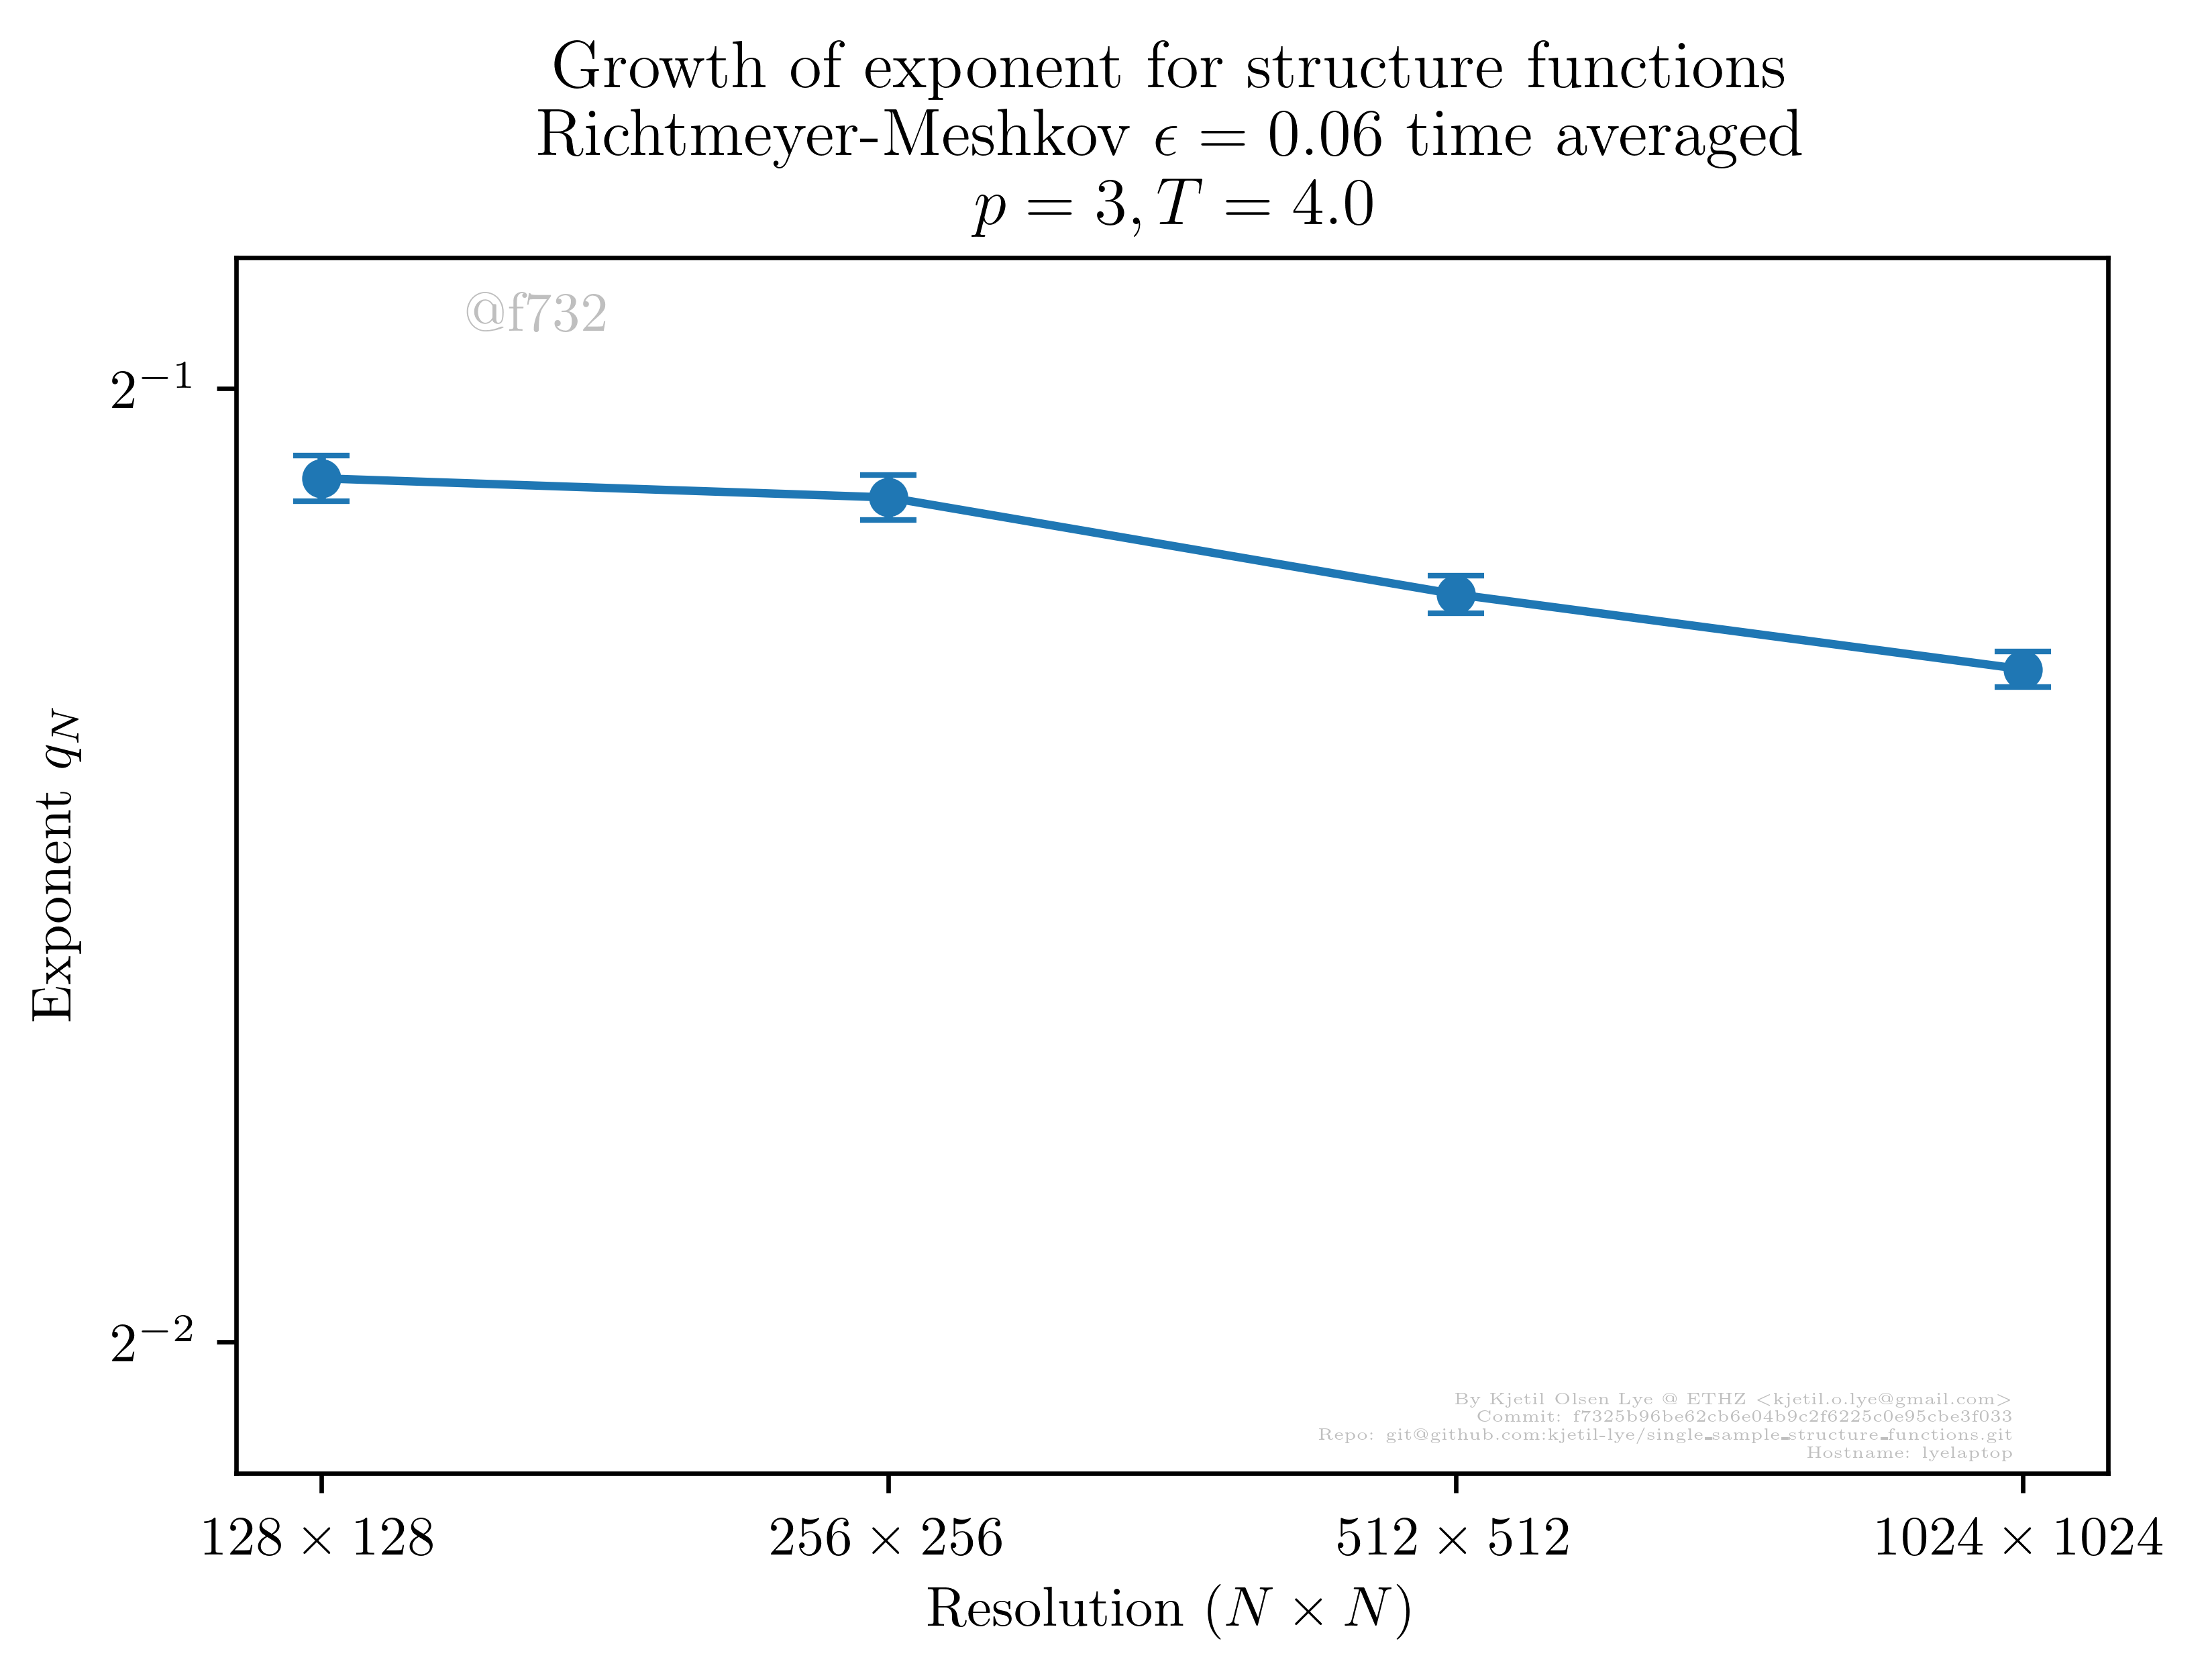 Growth of exponent for structure functions
Richtmeyer-Meshkov ϵ = 0.06 time averaged
p = 3, T = 4.0
@f732
2⁻¹
Exponent q_N
2⁻²
By Kjetil Olsen Lye @ ETHZ <kjetil.o.lye@gmail.com>
Commit: f7325b96be62cb6e04b9c2f6225c0e95cbe3f033
Repo: git@github.com:kjetil-lye/single_sample_structure_functions.git
Hostname: lyelaptop
128 × 128
256 × 256
512 × 512
1024 × 1024
Resolution (N × N)